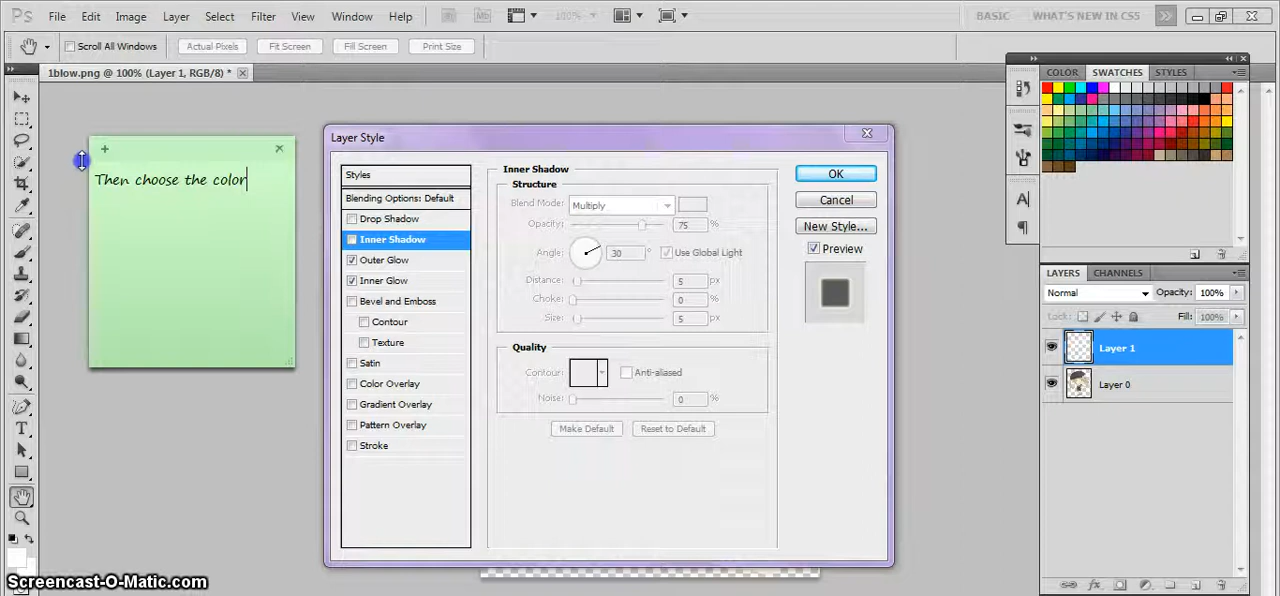 Ps File Edit Image Layer Select Filter View Window Help Br Mb 100% BASIC WHAT'S NEW IN CS5
Scroll All Windows Actual Pixels Fit Screen Fill Screen Print Size
1blow.png @ 100% (Layer 1, RGB/8) *
COLOR SWATCHES STYLES
Then choose the color
Layer Style
Styles
Blending Options: Default
Drop Shadow
Inner Shadow
Outer Glow
Inner Glow
Bevel and Emboss
Contour
Texture
Satin
Color Overlay
Gradient Overlay
Pattern Overlay
Stroke
Inner Shadow
Structure
Blend Mode: Multiply
Opacity: 75 %
Angle: 30 ° Use Global Light
Distance: 5 px
Choke: 0 %
Size: 5 px
Quality
Contour: Anti-aliased
Noise: 0 %
Make Default Reset to Default
OK
Cancel
New Style...
Preview
LAYERS CHANNELS
Normal Opacity: 100%
Lock: Fill: 100%
Layer 1
Layer 0
Screencast-O-Matic.com